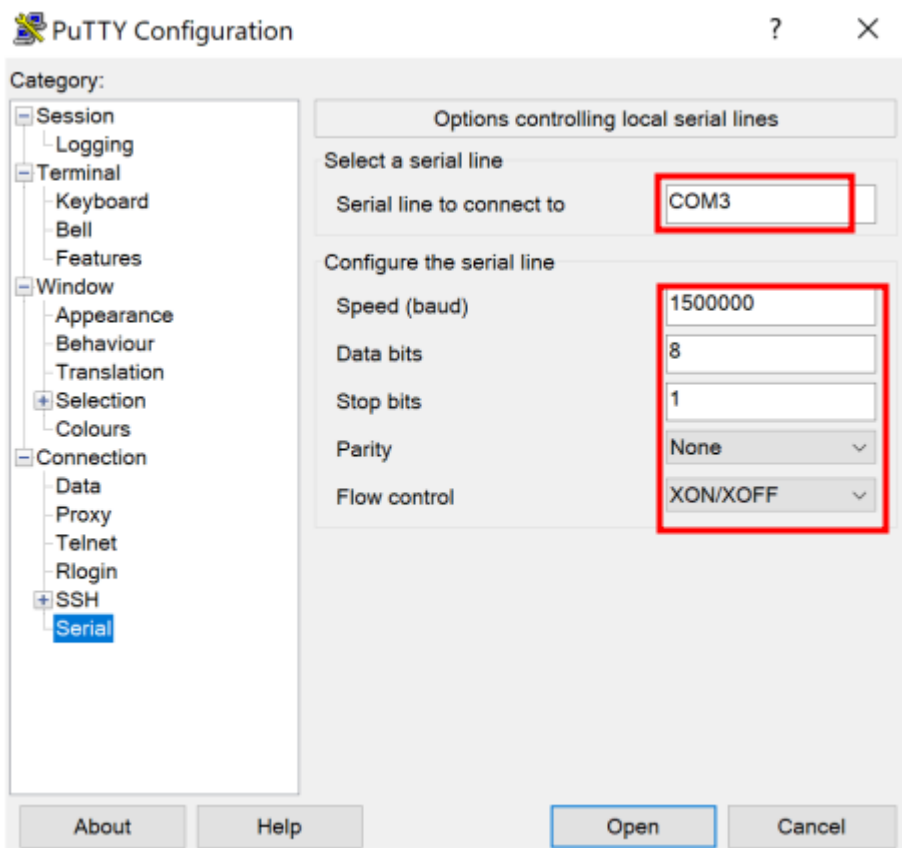 PuTTY Configuration
?
Category:
Session
Logging
Terminal
Keyboard
Bell
Features
Window
Appearance
Behaviour
Translation
Selection
Colours
Connection
Data
Proxy
Telnet
Rlogin
SSH
Serial
Options controlling local serial lines
Select a serial line
Serial line to connect to COM3
Configure the serial line
Speed (baud) 1500000
Data bits 8
Stop bits 1
Parity None
Flow control XON/XOFF
About Help Open Cancel